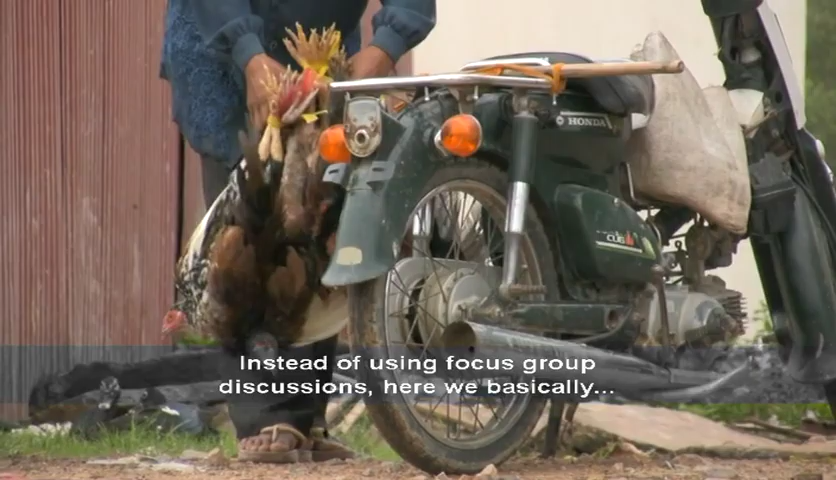 HONDA
CUB
Instead of using focus group
discussions, here we basically...